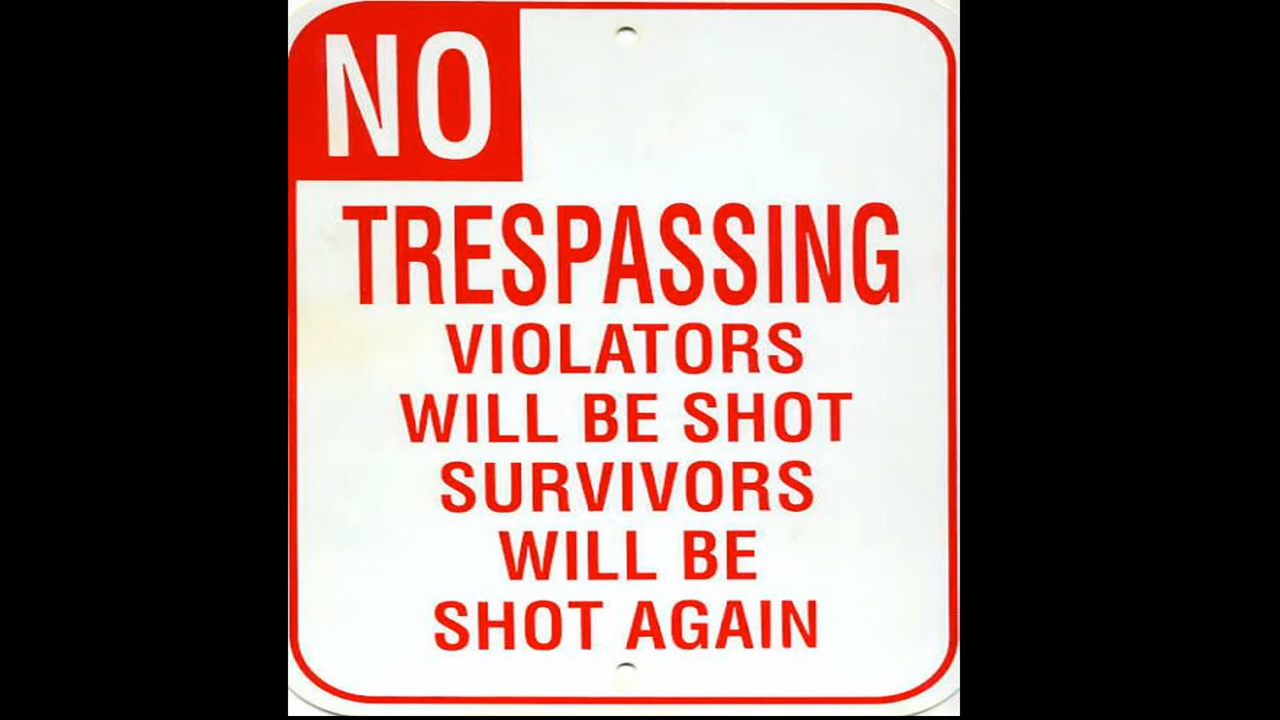 NO
TRESPASSING
VIOLATORS
WILL BE SHOT
SURVIVORS
WILL BE
SHOT AGAIN